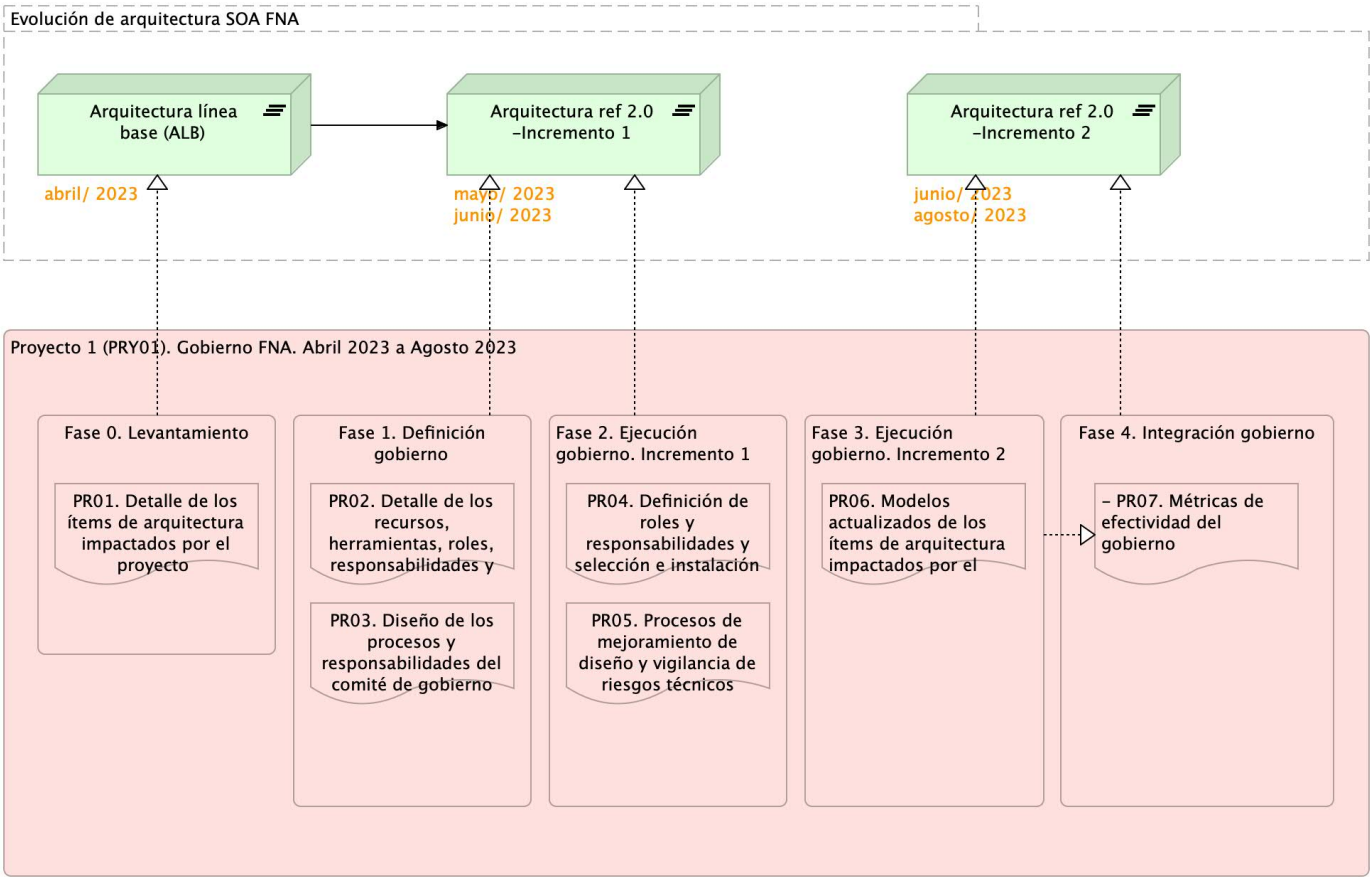 Evolución de arquitectura SOA FNA
Arquitectura línea
base (ALB)
abril/ 2023
Arquitectura ref 2.0
–Incremento 1
mayo/ 2023
junio/ 2023
Arquitectura ref 2.0
–Incremento 2
junio/ 2023
agosto/ 2023
Proyecto 1 (PRY01). Gobierno FNA. Abril 2023 a Agosto 2023
Fase 0. Levantamiento
PR01. Detalle de los
ítems de arquitectura
impactados por el
proyecto
Fase 1. Definición
gobierno
PR02. Detalle de los
recursos,
herramientas, roles,
responsabilidades y
PR03. Diseño de los
procesos y
responsabilidades del
comité de gobierno
Fase 2. Ejecución
gobierno. Incremento 1
PR04. Definición de
roles y
responsabilidades y
selección e instalación
PR05. Procesos de
mejoramiento de
diseño y vigilancia de
riesgos técnicos
Fase 3. Ejecución
gobierno. Incremento 2
PR06. Modelos
actualizados de los
ítems de arquitectura
impactados por el
Fase 4. Integración gobierno
– PR07. Métricas de
efectividad del
gobierno